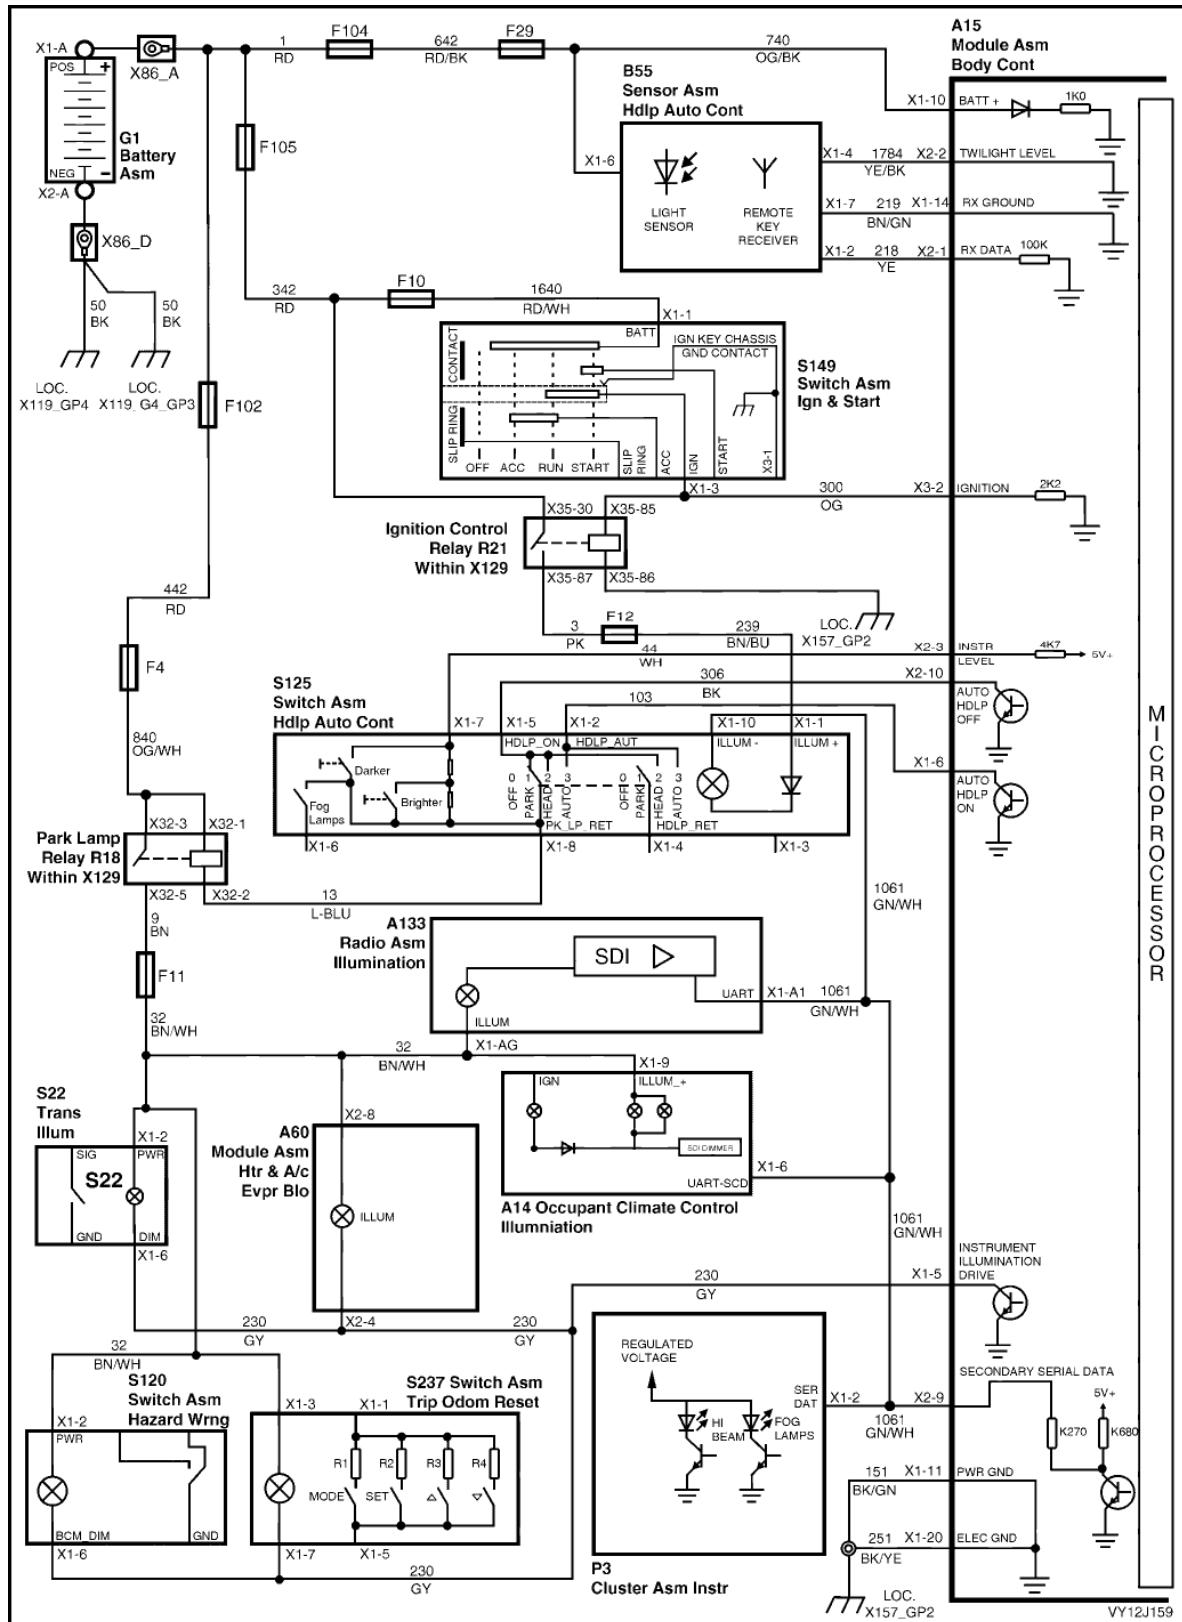 X1-A
POS +
X86_A
G1
Battery
Asm
NEG -
X2-A
X86_D
50
BK
50
BK
LOC.
X119_GP4
LOC.
X119_G4_GP3
1
RD
F104
642
RD/BK
F29
740
OG/BK
F105
342
RD
F10
1640
RD/WH
F102
442
RD
F4
840
OG/WH
B55
Sensor Asm
Hdlp Auto Cont
X1-6
LIGHT
SENSOR
REMOTE
KEY
RECEIVER
X1-4
1784
YE/BK
X2-2
X1-7
219
BN/GN
X1-14
X1-2
218
YE
X2-1
A15
Module Asm
Body Cont
X1-10
BATT +
1K0
TWILIGHT LEVEL
RX GROUND
RX DATA
100K
X1-1
BATT
IGN KEY CHASSIS
GND CONTACT
CONTACT
SLIP RING
OFF
ACC
RUN
START
SLIP
RING
ACC
IGN
START
X3-1
S149
Switch Asm
Ign & Start
X1-3
300
OG
X3-2
IGNITION
2K2
Ignition Control
Relay R21
Within X129
X35-30
X35-85
X35-87
X35-86
3
PK
F12
239
BN/BU
LOC.
X157_GP2
44
WH
X2-3
INSTR
LEVEL
4K7
5V+
306
BK
X2-10
AUTO
HDLP
OFF
103
X1-6
AUTO
HDLP
ON
MICROPROCESSOR
S125
Switch Asm
Hdlp Auto Cont
X1-7
X1-5
X1-2
X1-10
X1-1
HDLP_ON
HDLP_AUT
ILLUM -
ILLUM +
Darker
Brighter
Fog
Lamps
0 1 2 3
OFF
PARK
HEAD
AUTO
0 1 2 3
OFF
PARK
HEAD
AUTO
PK_LP_RET
HDLP_RET
X1-6
X1-8
X1-4
X1-3
Park Lamp
Relay R18
Within X129
X32-3
X32-1
X32-5
X32-2
13
L-BLU
9
BN
F11
32
BN/WH
1061
GN/WH
A133
Radio Asm
Illumination
SDI
UART
X1-A1
1061
GN/WH
ILLUM
X1-AG
32
BN/WH
X1-9
IGN
ILLUM_+
SDI DIMMER
X1-6
UART-SCD
A14 Occupant Climate Control
Illumniation
1061
GN/WH
S22
Trans
Illum
X1-2
SIG
PWR
S22
GND
DIM
X1-6
A60
Module Asm
Htr & A/c
Evpr Blo
X2-8
ILLUM
X2-4
230
GY
230
GY
230
GY
X1-5
INSTRUMENT
ILLUMINATION
DRIVE
32
BN/WH
S120
Switch Asm
Hazard Wrng
X1-2
PWR
BCM_DIM
GND
X1-6
S237 Switch Asm
Trip Odom Reset
X1-3
X1-1
R1
R2
R3
R4
MODE
SET
X1-7
X1-5
230
GY
REGULATED
VOLTAGE
HI
BEAM
FOG
LAMPS
SER
DAT
X1-2
1061
GN/WH
X2-9
SECONDARY SERIAL DATA
5V+
K270
K680
151
BK/GN
X1-11
PWR GND
251
BK/YE
X1-20
ELEC GND
P3
Cluster Asm Instr
LOC.
X157_GP2
VY12J159